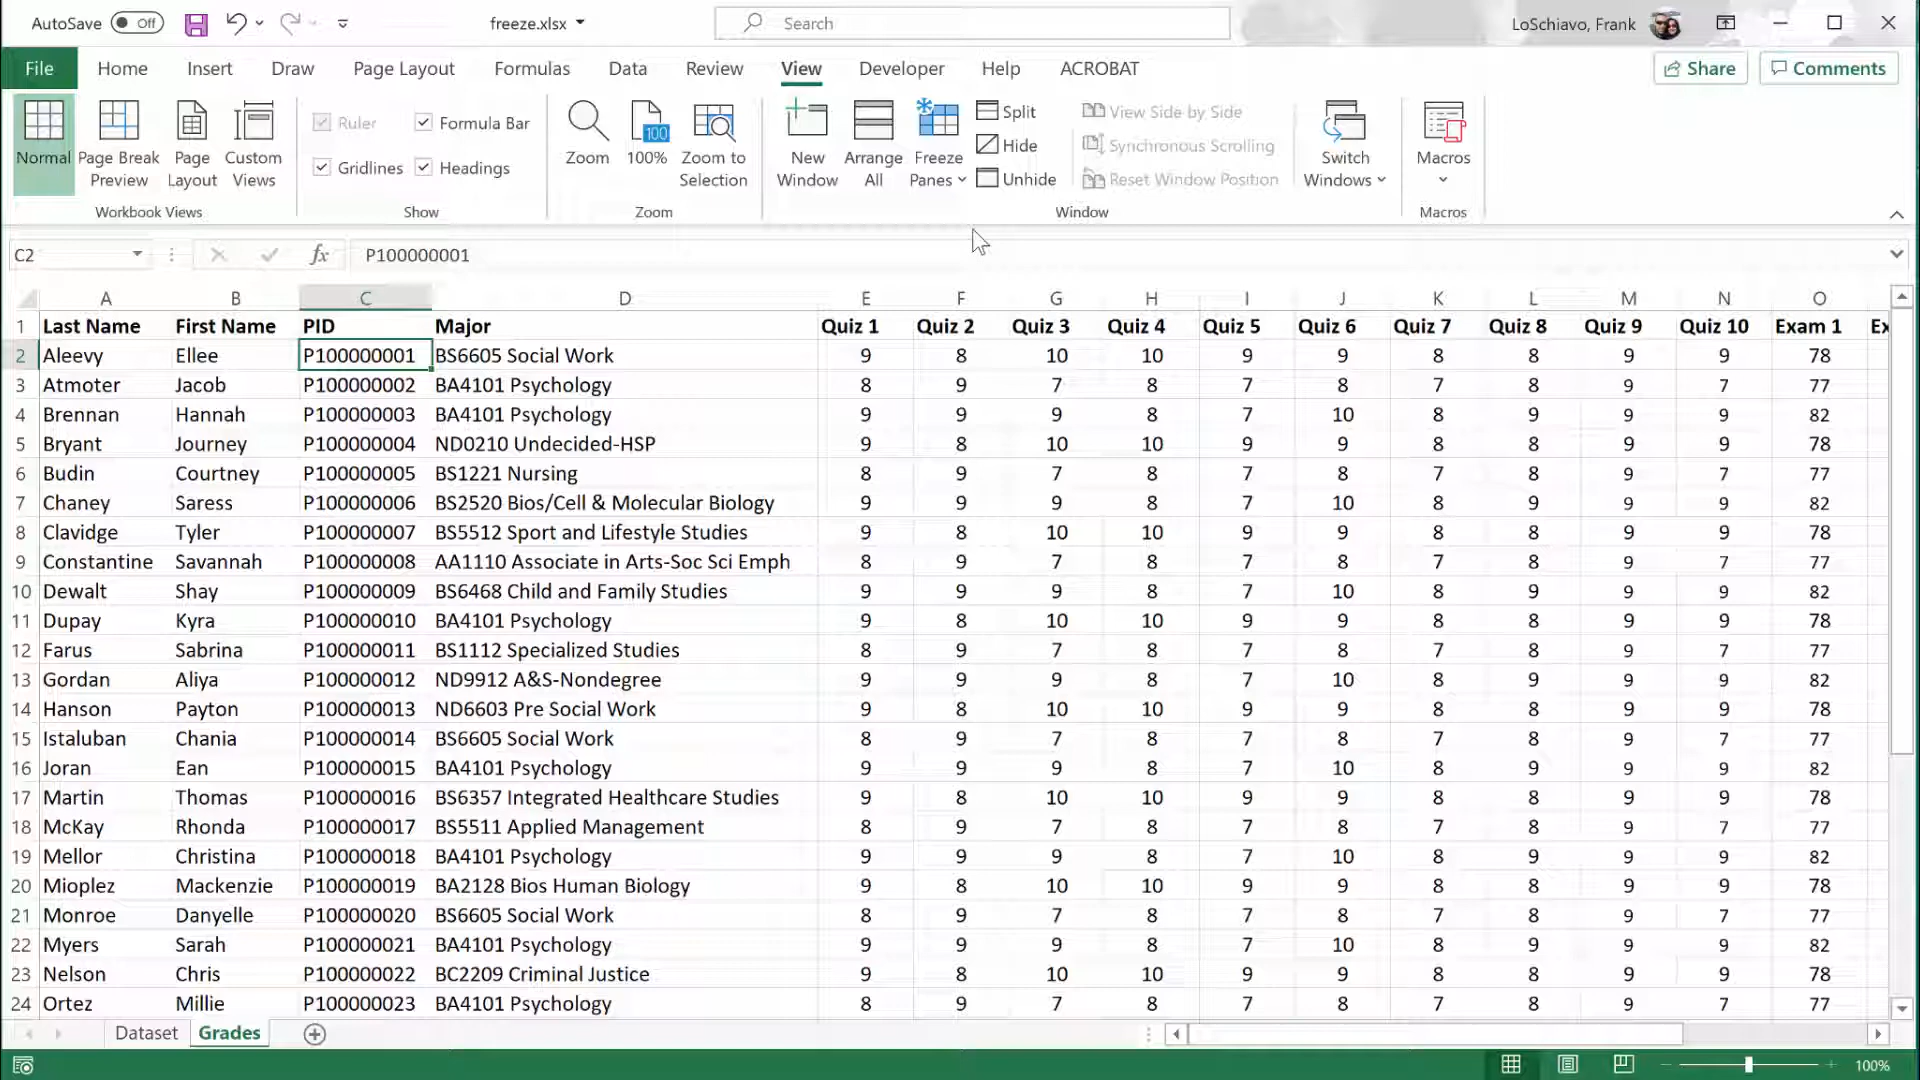 AutoSave Off freeze.xlsx Search LoSchiavo, Frank
File Home Insert Draw Page Layout Formulas Data Review View Developer Help ACROBAT Share Comments
Normal Page Break Preview Page Layout Custom Views
Workbook Views
Ruler Formula Bar
Gridlines Headings
Show
Zoom 100 100% Zoom to Selection
Zoom
New Window Arrange All Freeze Panes
Split View Side by Side
Hide Synchronous Scrolling
Unhide Reset Window Position
Switch Windows
Window
Macros
Macros
C2 fx P100000001
A B C D E F G H I J K L M N O
1 Last Name First Name PID Major Quiz 1 Quiz 2 Quiz 3 Quiz 4 Quiz 5 Quiz 6 Quiz 7 Quiz 8 Quiz 9 Quiz 10 Exam 1 Ex
2 Aleevy Ellee P100000001 BS6605 Social Work 9 8 10 10 9 9 8 8 9 9 78
3 Atmoter Jacob P100000002 BA4101 Psychology 8 9 7 8 7 8 7 8 9 7 77
4 Brennan Hannah P100000003 BA4101 Psychology 9 9 9 8 7 10 8 9 9 9 82
5 Bryant Journey P100000004 ND0210 Undecided-HSP 9 8 10 10 9 9 8 8 9 9 78
6 Budin Courtney P100000005 BS1221 Nursing 8 9 7 8 7 8 7 8 9 7 77
7 Chaney Saress P100000006 BS2520 Bios/Cell & Molecular Biology 9 9 9 8 7 10 8 9 9 9 82
8 Clavidge Tyler P100000007 BS5512 Sport and Lifestyle Studies 9 8 10 10 9 9 8 8 9 9 78
9 Constantine Savannah P100000008 AA1110 Associate in Arts-Soc Sci Emph 8 9 7 8 7 8 7 8 9 7 77
10 Dewalt Shay P100000009 BS6468 Child and Family Studies 9 9 9 8 7 10 8 9 9 9 82
11 Dupay Kyra P100000010 BA4101 Psychology 9 8 10 10 9 9 8 8 9 9 78
12 Farus Sabrina P100000011 BS1112 Specialized Studies 8 9 7 8 7 8 7 8 9 7 77
13 Gordan Aliya P100000012 ND9912 A&S-Nondegree 9 9 9 8 7 10 8 9 9 9 82
14 Hanson Payton P100000013 ND6603 Pre Social Work 9 8 10 10 9 9 8 8 9 9 78
15 Istaluban Chania P100000014 BS6605 Social Work 8 9 7 8 7 8 7 8 9 7 77
16 Joran Ean P100000015 BA4101 Psychology 9 9 9 8 7 10 8 9 9 9 82
17 Martin Thomas P100000016 BS6357 Integrated Healthcare Studies 9 8 10 10 9 9 8 8 9 9 78
18 McKay Rhonda P100000017 BS5511 Applied Management 8 9 7 8 7 8 7 8 9 7 77
19 Mellor Christina P100000018 BA4101 Psychology 9 9 9 8 7 10 8 9 9 9 82
20 Mioplez Mackenzie P100000019 BA2128 Bios Human Biology 9 8 10 10 9 9 8 8 9 9 78
21 Monroe Danyelle P100000020 BS6605 Social Work 8 9 7 8 7 8 7 8 9 7 77
22 Myers Sarah P100000021 BA4101 Psychology 9 9 9 8 7 10 8 9 9 9 82
23 Nelson Chris P100000022 BC2209 Criminal Justice 9 8 10 10 9 9 8 8 9 9 78
24 Ortez Millie P100000023 BA4101 Psychology 8 9 7 8 7 8 7 8 9 7 77
Dataset Grades
100%